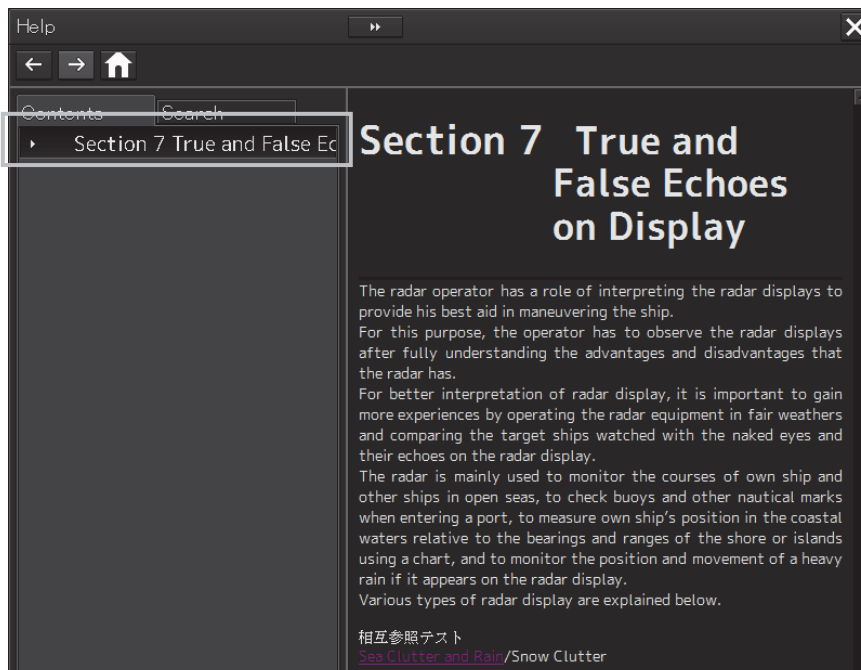 Help
Contents Search
Section 7 True and False Ec
Section 7 True and
False Echoes
on Display
The radar operator has a role of interpreting the radar displays to
provide his best aid in maneuvering the ship.
For this purpose, the operator has to observe the radar displays
after fully understanding the advantages and disadvantages that
the radar has.
For better interpretation of radar display, it is important to gain
more experiences by operating the radar equipment in fair weathers
and comparing the target ships watched with the naked eyes and
their echoes on the radar display.
The radar is mainly used to monitor the courses of own ship and
other ships in open seas, to check buoys and other nautical marks
when entering a port, to measure own ship's position in the coastal
waters relative to the bearings and ranges of the shore or islands
using a chart, and to monitor the position and movement of a heavy
rain if it appears on the radar display.
Various types of radar display are explained below.
相互参照テスト
Sea Clutter and Rain/Snow Clutter